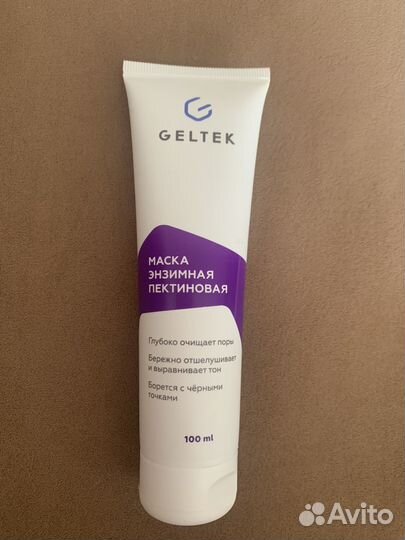 GELTEK
МАСКА
ЭНЗИМНАЯ
ПЕКТИНОВАЯ
Глубоко очищает поры
Бережно отшелушивает
и выравнивает тон
Борется с чёрными
точками
100 ml
Avito